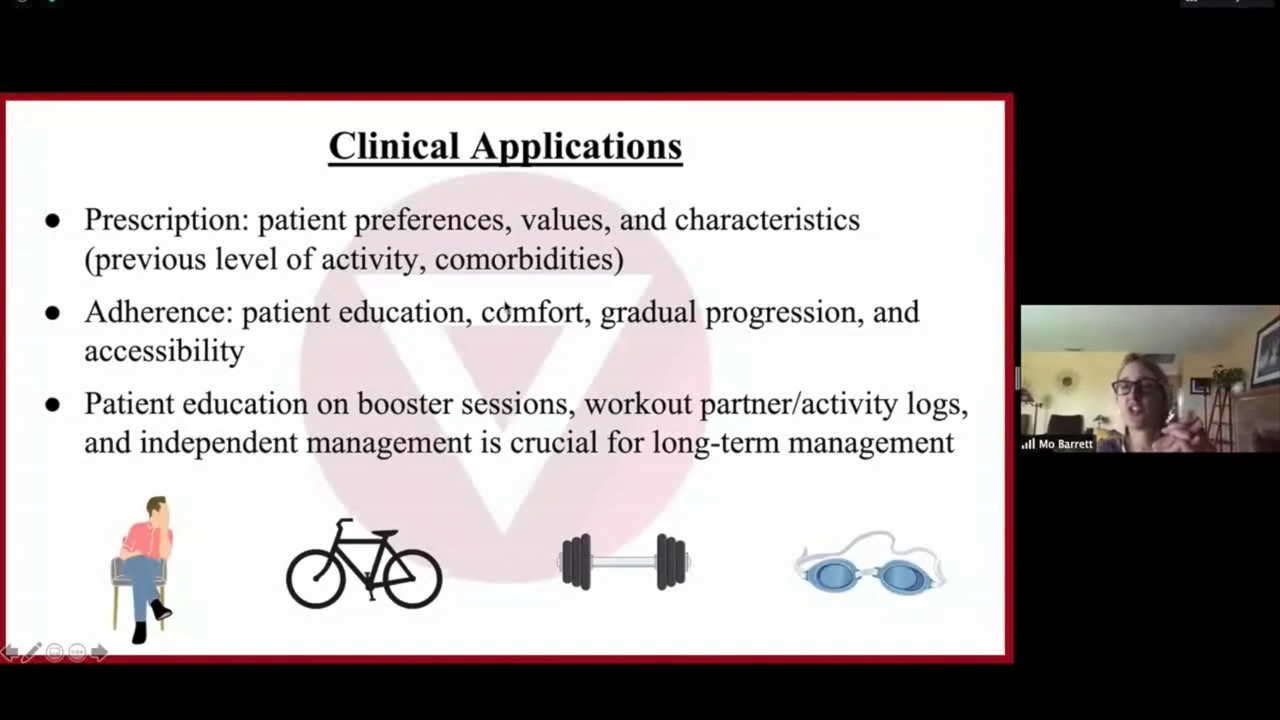 Clinical Applications
● Prescription: patient preferences, values, and characteristics
(previous level of activity, comorbidities)
● Adherence: patient education, comfort, gradual progression, and
accessibility
● Patient education on booster sessions, workout partner/activity logs,
and independent management is crucial for long-term management
Mo Barrett